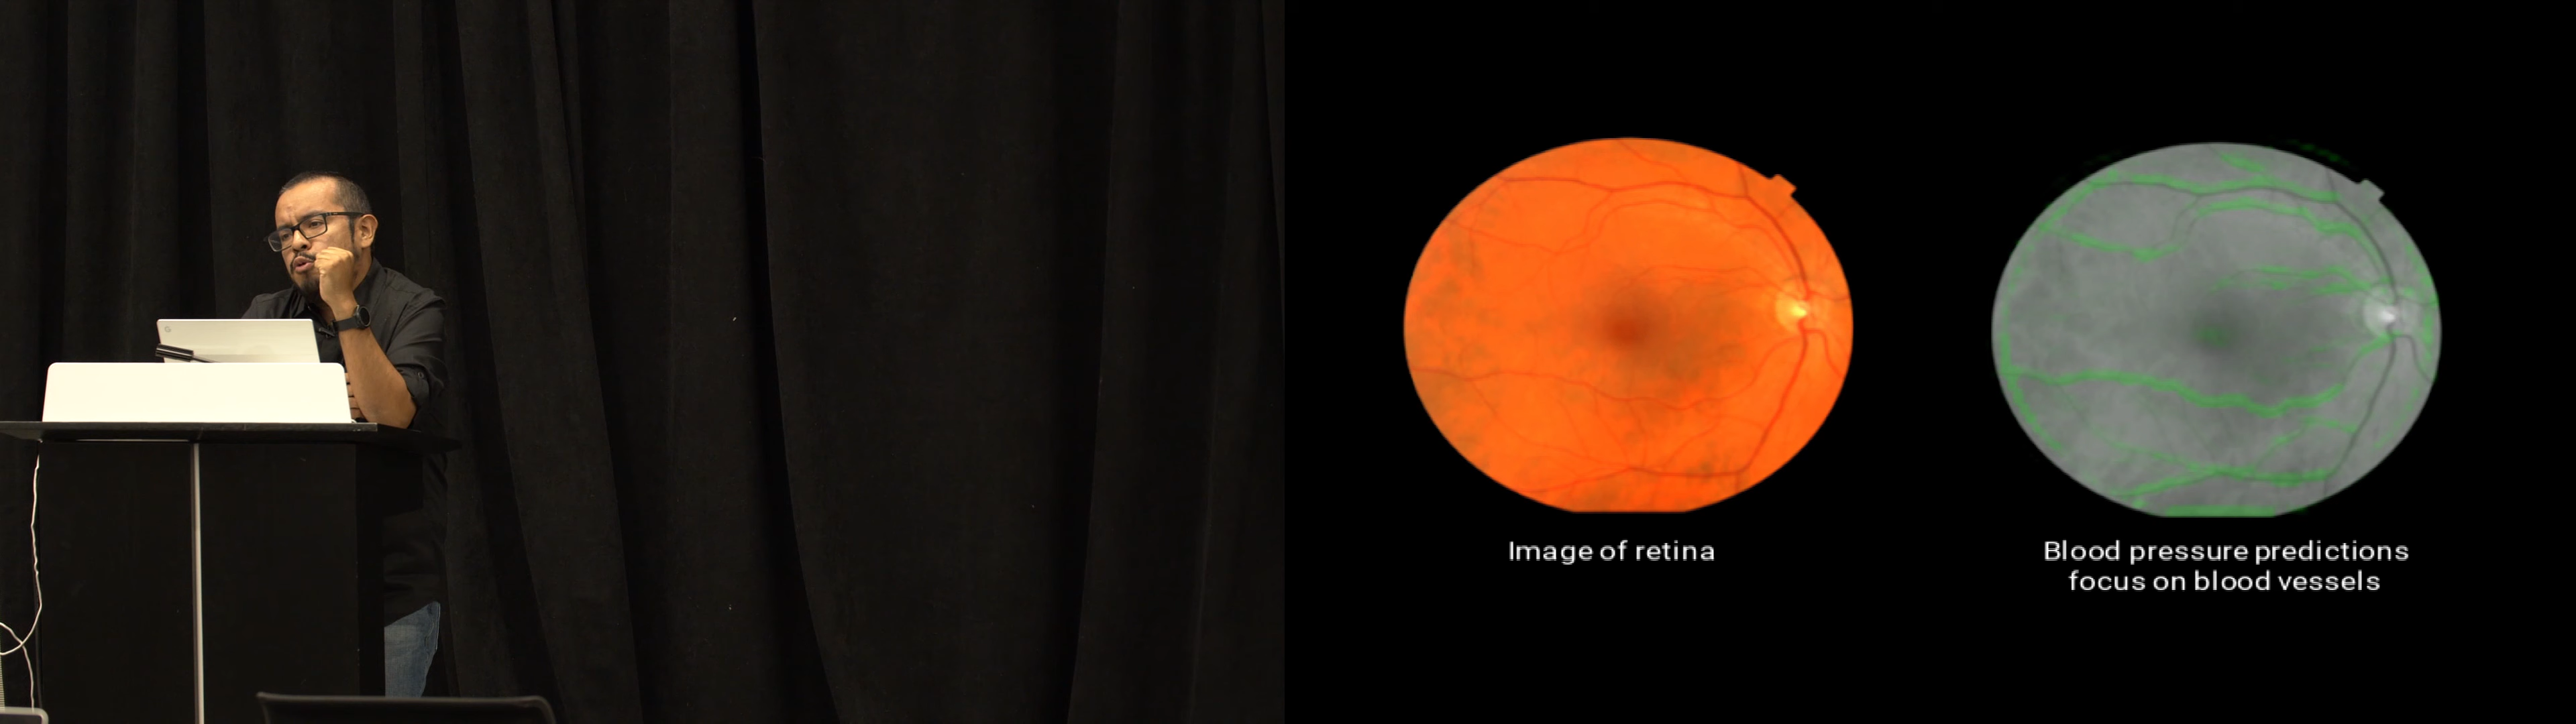 Image of retina
Blood pressure predictions
focus on blood vessels